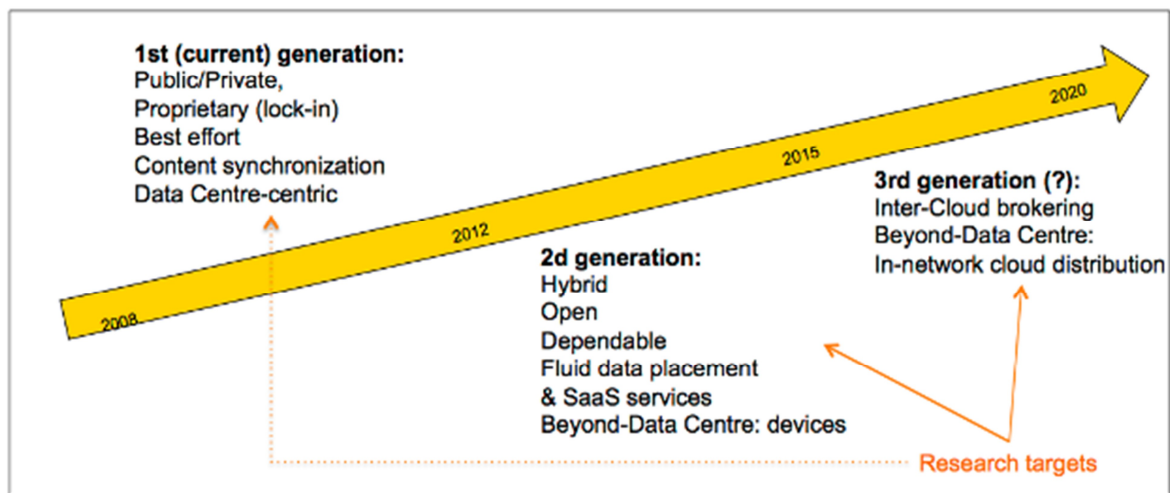 1st (current) generation:
Public/Private,
Proprietary (lock-in)
Best effort
Content synchronization
Data Centre-centric
2008
2012
2015
2020
2d generation:
Hybrid
Open
Dependable
Fluid data placement
& SaaS services
Beyond-Data Centre: devices
3rd generation (?):
Inter-Cloud brokering
Beyond-Data Centre:
In-network cloud distribution
Research targets